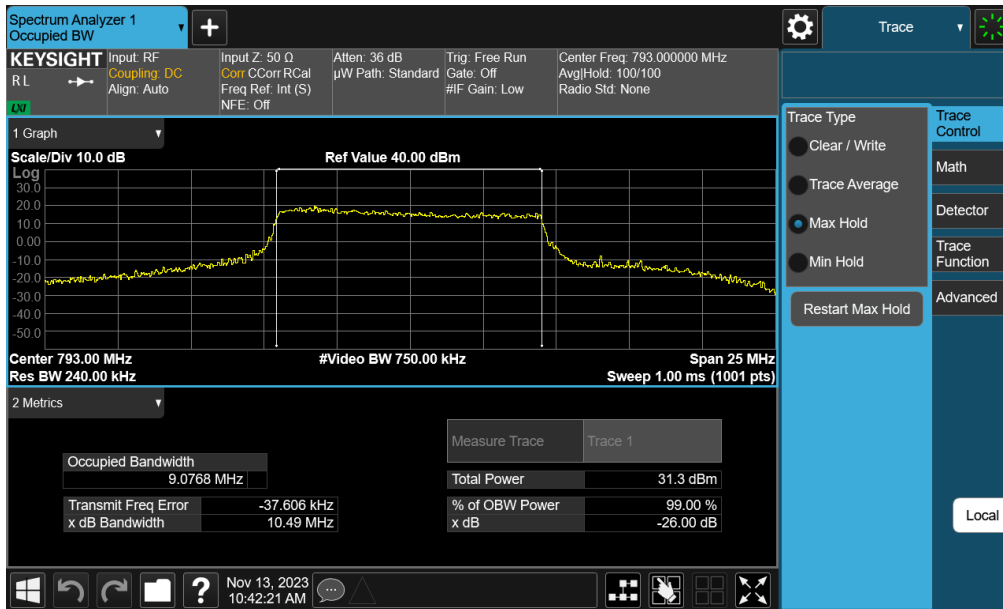 Spectrum Analyzer 1
Occupied BW
+
Trace
KEYSIGHT
R L
LXI
Input: RF
Coupling: DC
Align: Auto
Input Z: 50 Ω
Corr CCorr RCal
Freq Ref: Int (S)
NFE: Off
Atten: 36 dB
µW Path: Standard
Trig: Free Run
Gate: Off
#IF Gain: Low
Center Freq: 793.000000 MHz
Avg|Hold: 100/100
Radio Std: None
1 Graph
Scale/Div 10.0 dB
Ref Value 40.00 dBm
Log
30.0
20.0
10.0
0.00
-10.0
-20.0
-30.0
-40.0
-50.0
Center 793.00 MHz
#Video BW 750.00 kHz
Span 25 MHz
Res BW 240.00 kHz
Sweep 1.00 ms (1001 pts)
2 Metrics
Measure Trace
Trace 1
Occupied Bandwidth
9.0768 MHz
Total Power
31.3 dBm
Transmit Freq Error
-37.606 kHz
% of OBW Power
99.00 %
x dB Bandwidth
10.49 MHz
x dB
-26.00 dB
Trace Type
Clear / Write
Trace Average
Max Hold
Min Hold
Restart Max Hold
Trace
Control
Math
Detector
Trace
Function
Advanced
Local
?
Nov 13, 2023
10:42:21 AM